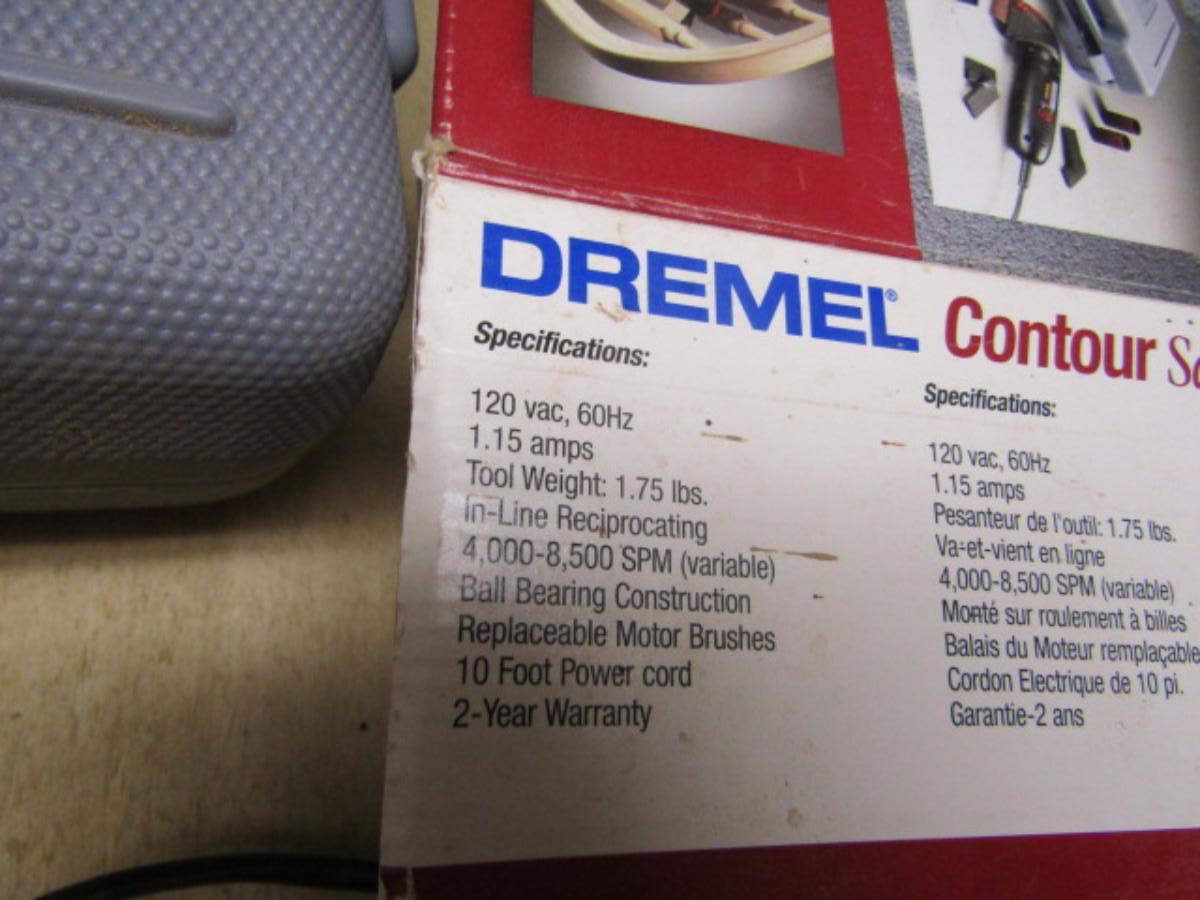 DREMEL® Contour
Specifications:
120 vac, 60Hz
1.15 amps
Tool Weight: 1.75 lbs.
In-Line Reciprocating
4,000-8,500 SPM (variable)
Ball Bearing Construction
Replaceable Motor Brushes
10 Foot Power cord
2-Year Warranty
Specifications:
120 vac, 60Hz
1.15 amps
Pesanteur de l'outil: 1.75 lbs.
Va-et-vient en ligne
4,000-8,500 SPM (variable)
Monté sur roulement à billes
Balais du Moteur remplaçable
Cordon Electrique de 10 pi.
Garantie-2 ans